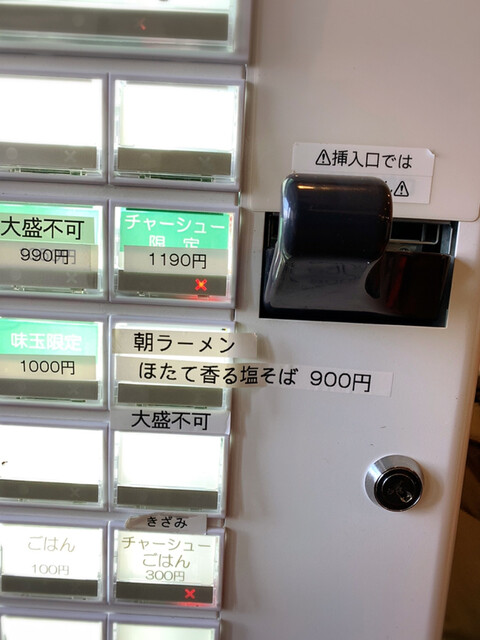 ⚠挿入口では
⚠
大盛不可
990円
チャーシュー
限定
1190円
味玉限定
1000円
朝ラーメン
ほたて香る塩そば 900円
大盛不可
きざみ
ごはん
100円
チャーシュー
ごはん
300円